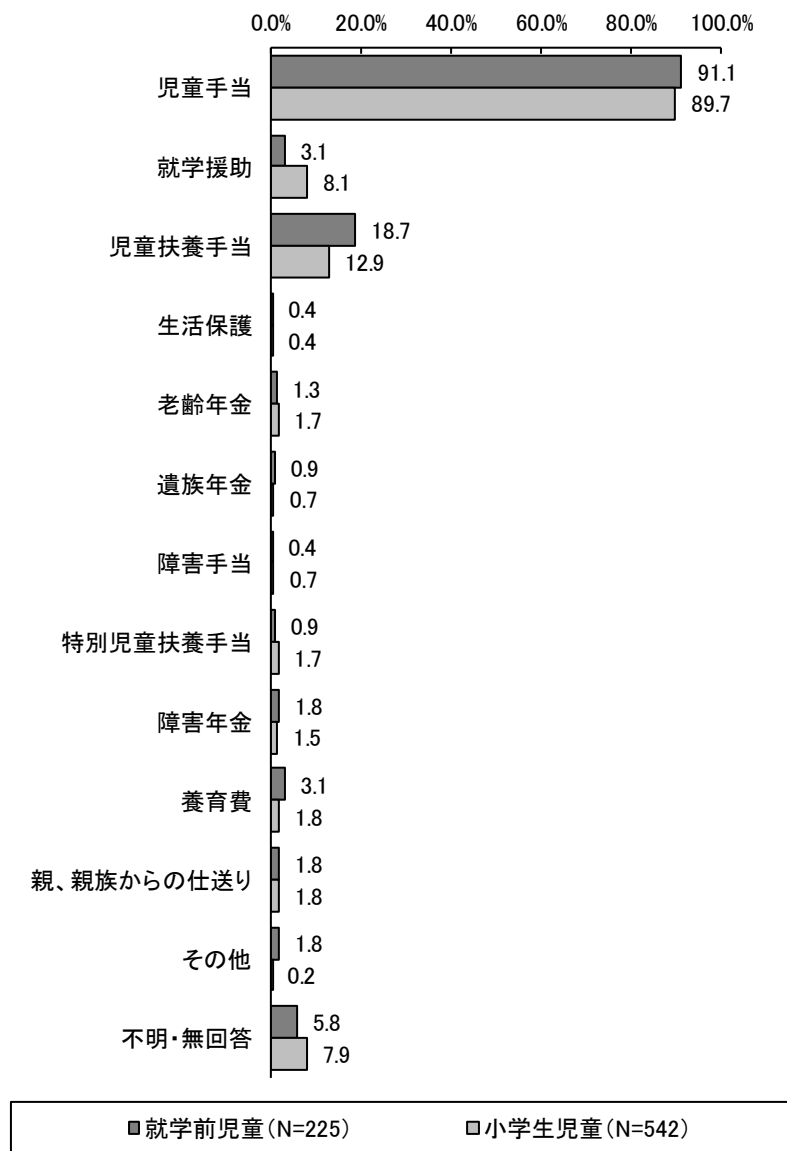 0.0% 20.0% 40.0% 60.0% 80.0% 100.0%
児童手当
91.1
89.7
就学援助
3.1
8.1
児童扶養手当
18.7
12.9
生活保護
0.4
0.4
老齢年金
1.3
1.7
遺族年金
0.9
0.7
障害手当
0.4
0.7
特別児童扶養手当
0.9
1.7
障害年金
1.8
1.5
養育費
3.1
1.8
親、親族からの仕送り
1.8
1.8
その他
1.8
0.2
不明・無回答
5.8
7.9
就学前児童(N=225) 小学生児童(N=542)